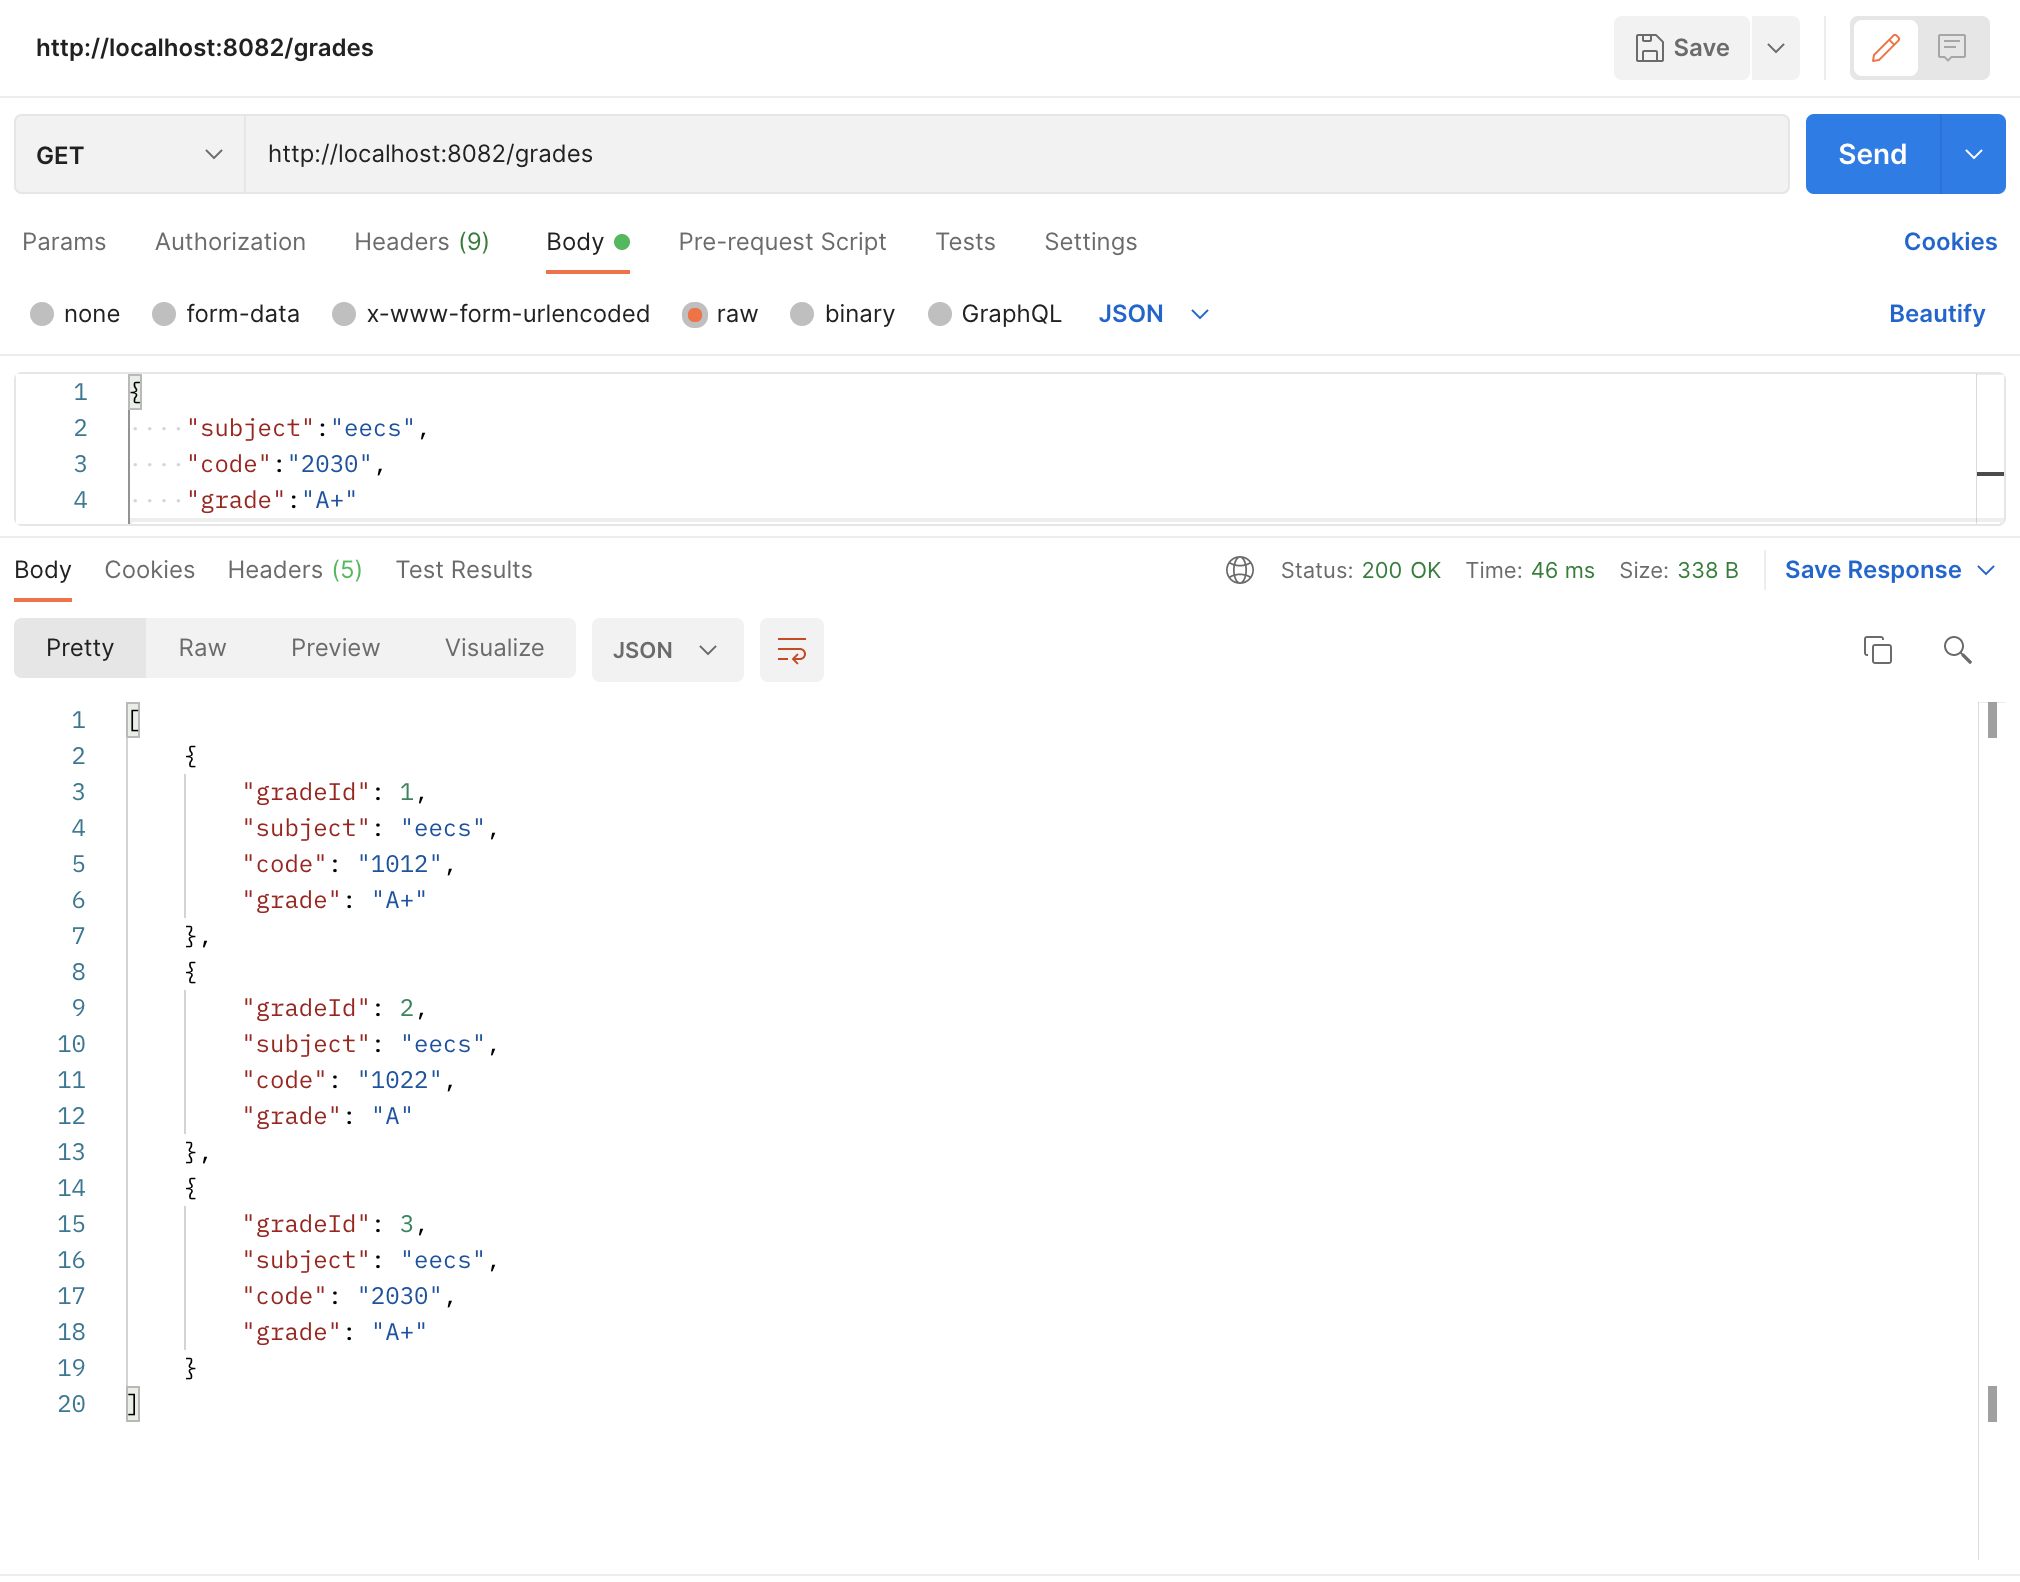 http://localhost:8082/grades Save
GET http://localhost:8082/grades Send
Params Authorization Headers (9) Body Pre-request Script Tests Settings Cookies
none form-data x-www-form-urlencoded raw binary GraphQL JSON Beautify
1 {
2 "subject":"eecs",
3 "code":"2030",
4 "grade":"A+"
Body Cookies Headers (5) Test Results Status: 200 OK Time: 46 ms Size: 338 B Save Response
Pretty Raw Preview Visualize JSON
1 [
2 {
3 "gradeId": 1,
4 "subject": "eecs",
5 "code": "1012",
6 "grade": "A+"
7 },
8 {
9 "gradeId": 2,
10 "subject": "eecs",
11 "code": "1022",
12 "grade": "A"
13 },
14 {
15 "gradeId": 3,
16 "subject": "eecs",
17 "code": "2030",
18 "grade": "A+"
19 }
20 ]